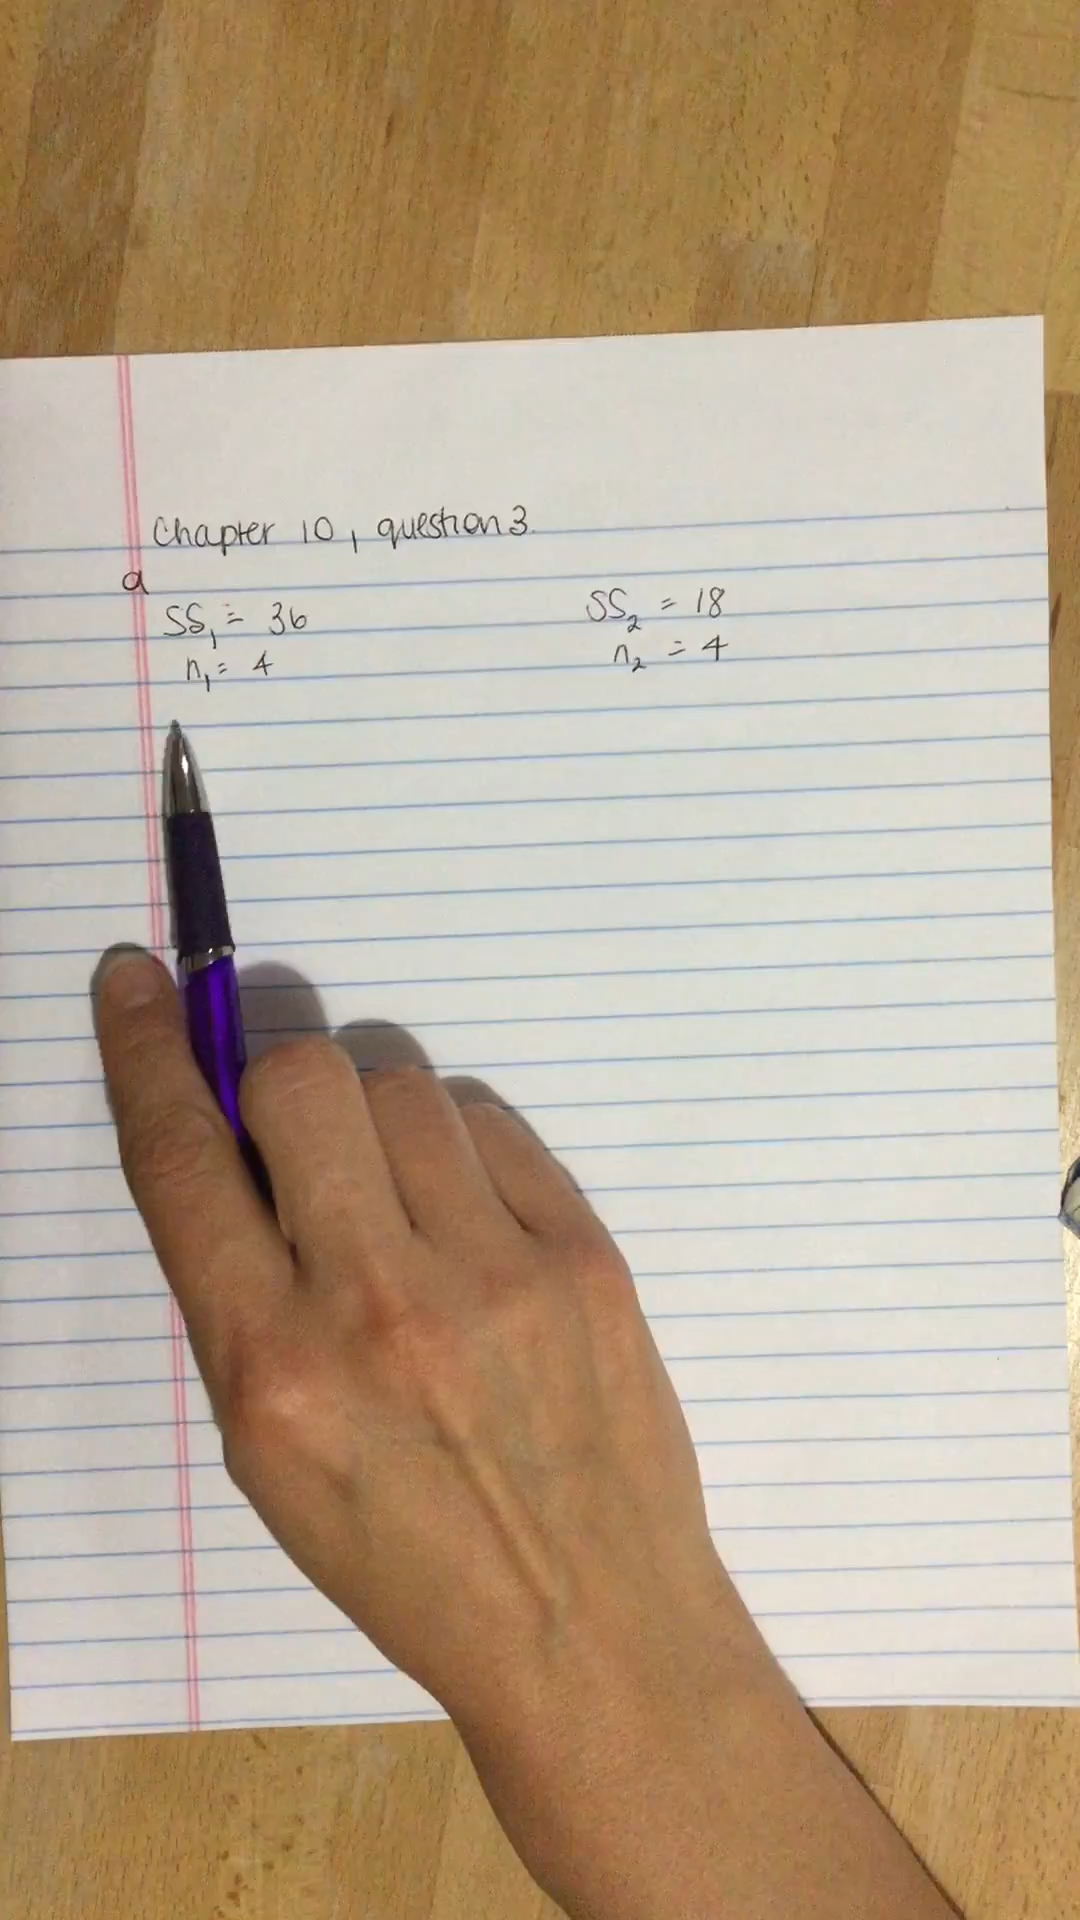 Chapter 10, question 3.
a
SS₁ = 36
n₁ = 4
SS₂ = 18
n₂ = 4